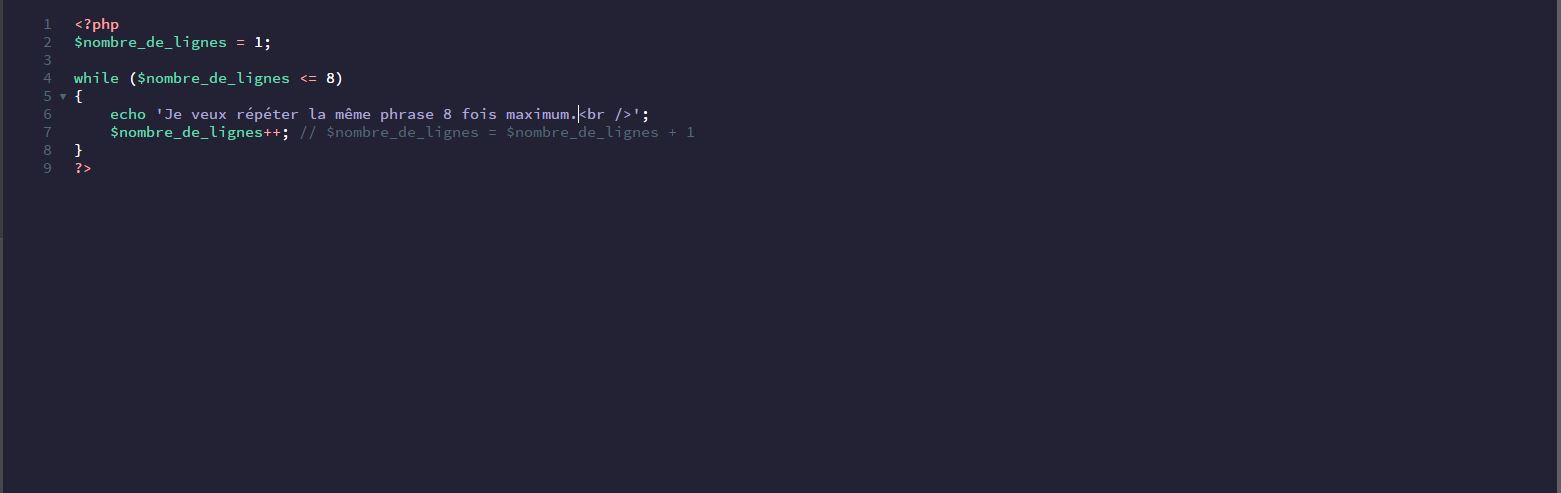 1 <?php
2 $nombre_de_lignes = 1;
3
4 while ($nombre_de_lignes <= 8)
5 {
6 echo 'Je veux répéter la même phrase 8 fois maximum.<br />';
7 $nombre_de_lignes++; // $nombre_de_lignes = $nombre_de_lignes + 1
8 }
9 ?>